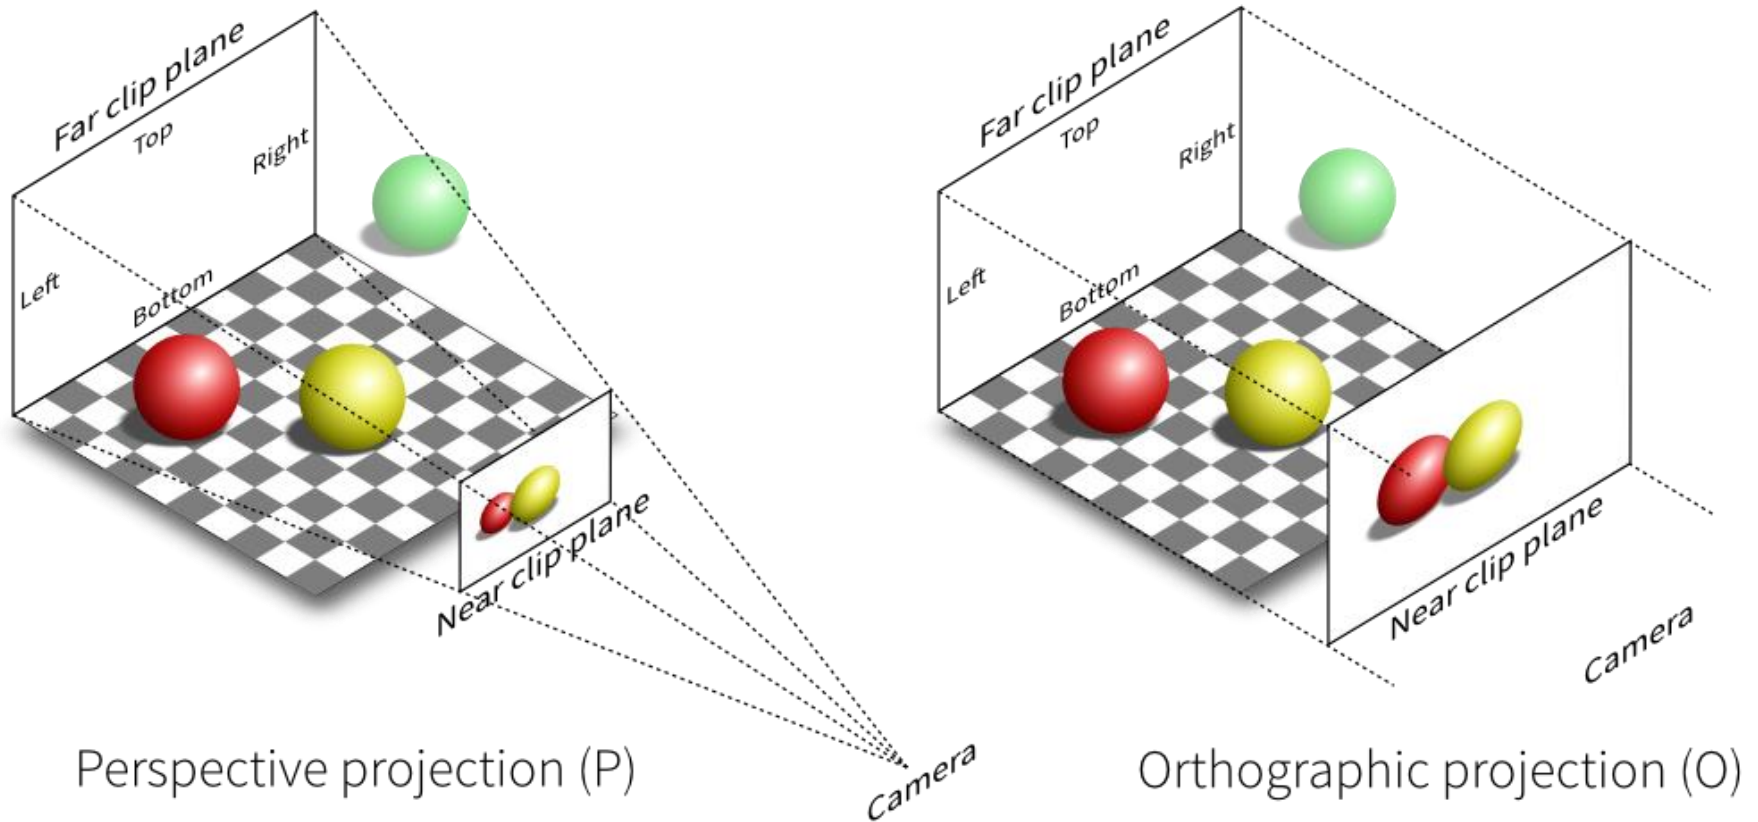 Far clip plane
Top
Right
Left
Bottom
Near clip plane
Camera
Perspective projection (P)
Far clip plane
Top
Right
Left
Bottom
Near clip plane
Camera
Orthographic projection (O)